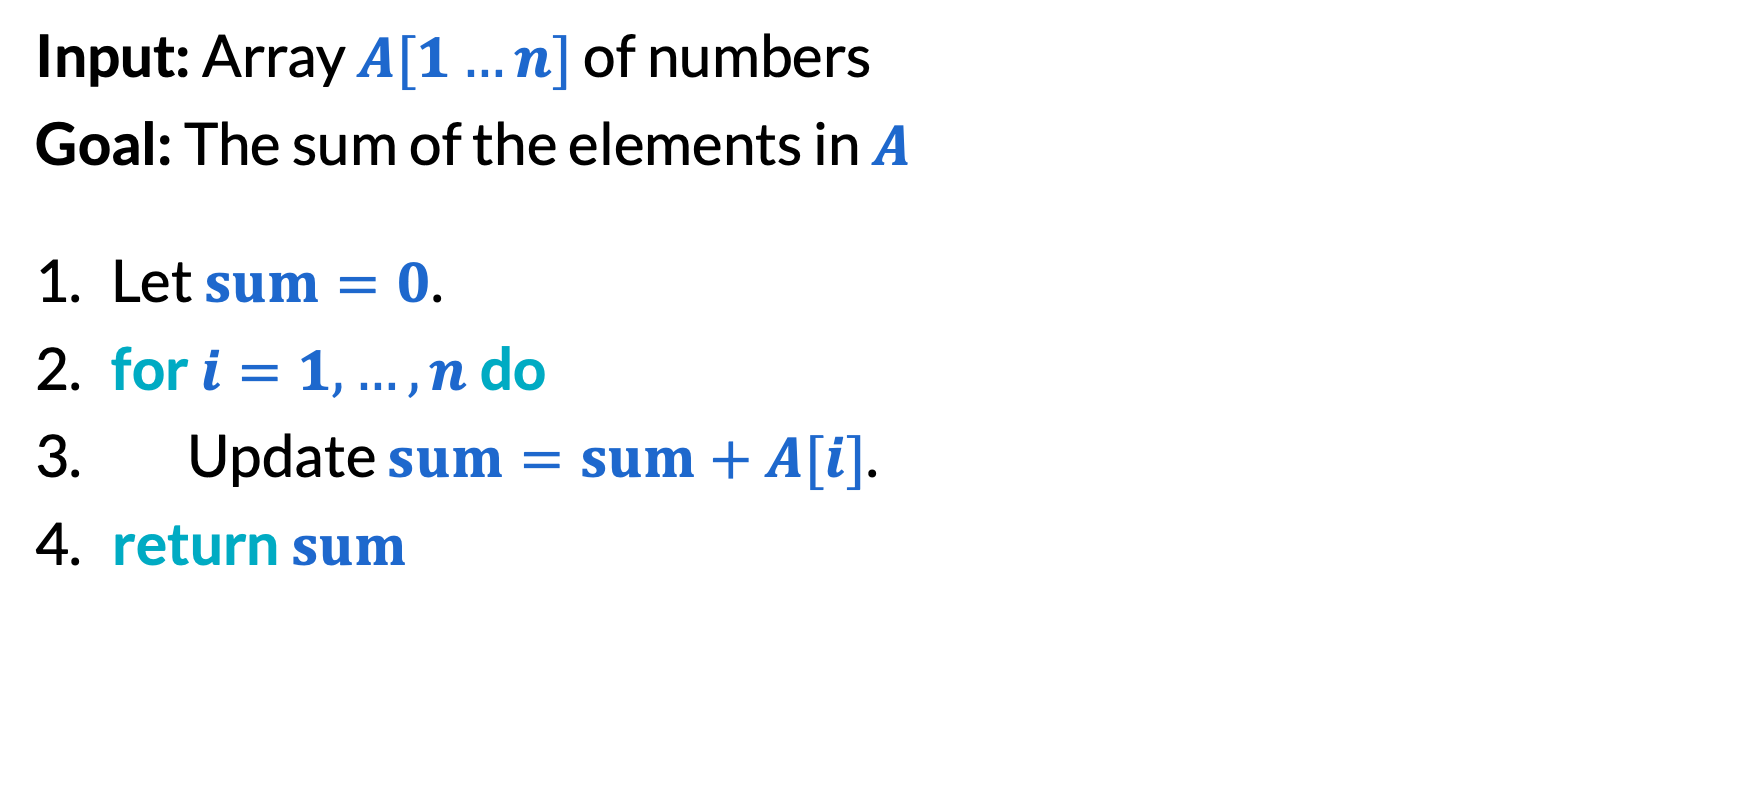 Input: Array A[1 … n] of numbers
Goal: The sum of the elements in A
1. Let sum = 0.
2. for i = 1, … , n do
3. Update sum = sum + A[i].
4. return sum